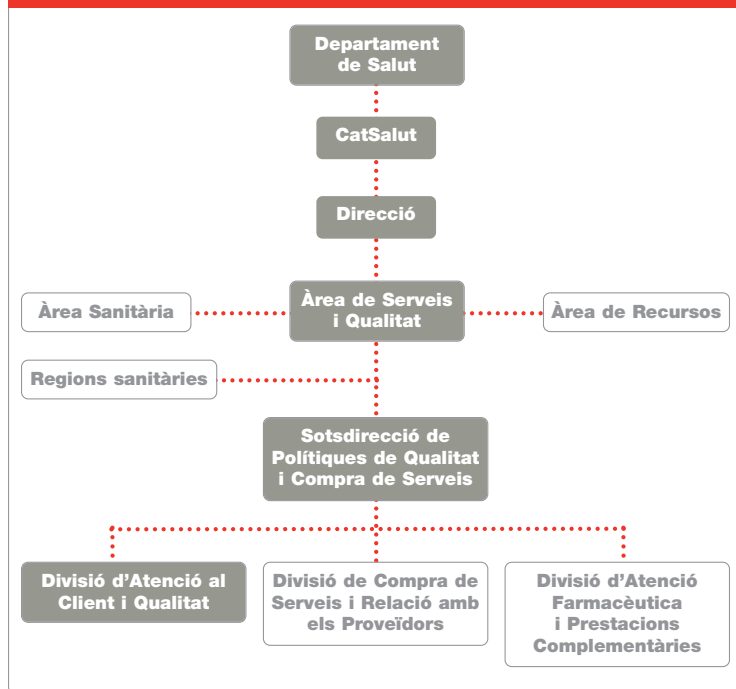 Departament
de Salut
CatSalut
Direcció
Àrea Sanitària
Àrea de Serveis
i Qualitat
Àrea de Recursos
Regions sanitàries
Sotsdirecció de
Polítiques de Qualitat
i Compra de Serveis
Divisió d'Atenció al
Client i Qualitat
Divisió de Compra de
Serveis i Relació amb
els Proveïdors
Divisió d'Atenció
Farmacèutica
i Prestacions
Complementàries